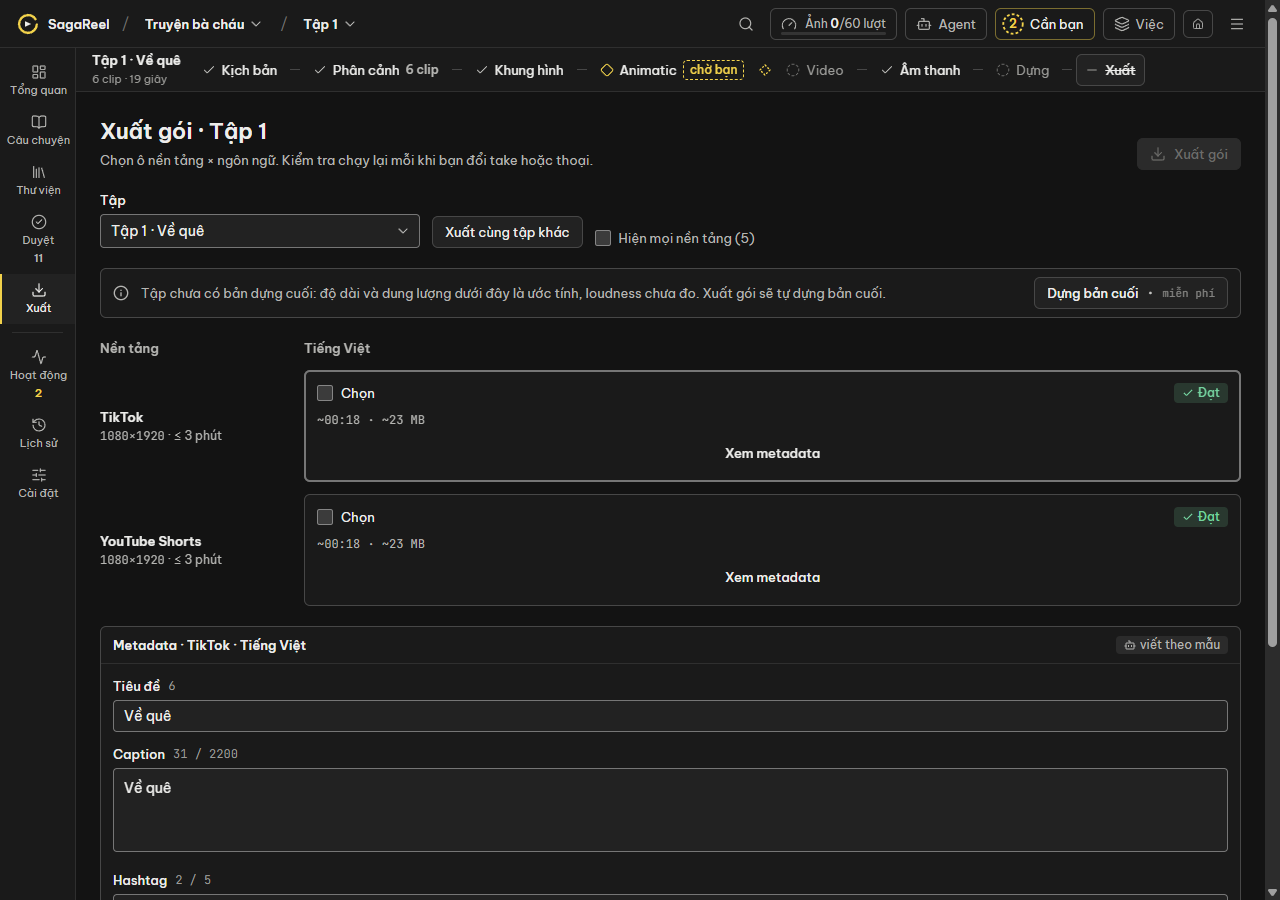 SagaReel / Truyện bà cháu / Tập 1
Ảnh 0/60 lượt
Agent
2 Cần bạn
Việc
Tập 1 · Về quê
6 clip · 19 giây
Kịch bản
Phân cảnh 6 clip
Khung hình
Animatic chờ bạn
Video
Âm thanh
Dựng
Xuất
Tổng quan
Câu chuyện
Thư viện
Duyệt
11
Xuất
Hoạt động
2
Lịch sử
Cài đặt
Xuất gói · Tập 1
Chọn ô nền tảng × ngôn ngữ. Kiểm tra chạy lại mỗi khi bạn đổi take hoặc thoại.
Xuất gói
Tập
Tập 1 · Về quê
Xuất cùng tập khác
Hiện mọi nền tảng (5)
Tập chưa có bản dựng cuối: độ dài và dung lượng dưới đây là ước tính, loudness chưa đo. Xuất gói sẽ tự dựng bản cuối.
Dựng bản cuối · miễn phí
Nền tảng
Tiếng Việt
TikTok
1080×1920 · ≤ 3 phút
Chọn
Đạt
~00:18 · ~23 MB
Xem metadata
YouTube Shorts
1080×1920 · ≤ 3 phút
Chọn
Đạt
~00:18 · ~23 MB
Xem metadata
Metadata · TikTok · Tiếng Việt
viết theo mẫu
Tiêu đề 6
Về quê
Caption 31 / 2200
Về quê
Hashtag 2 / 5